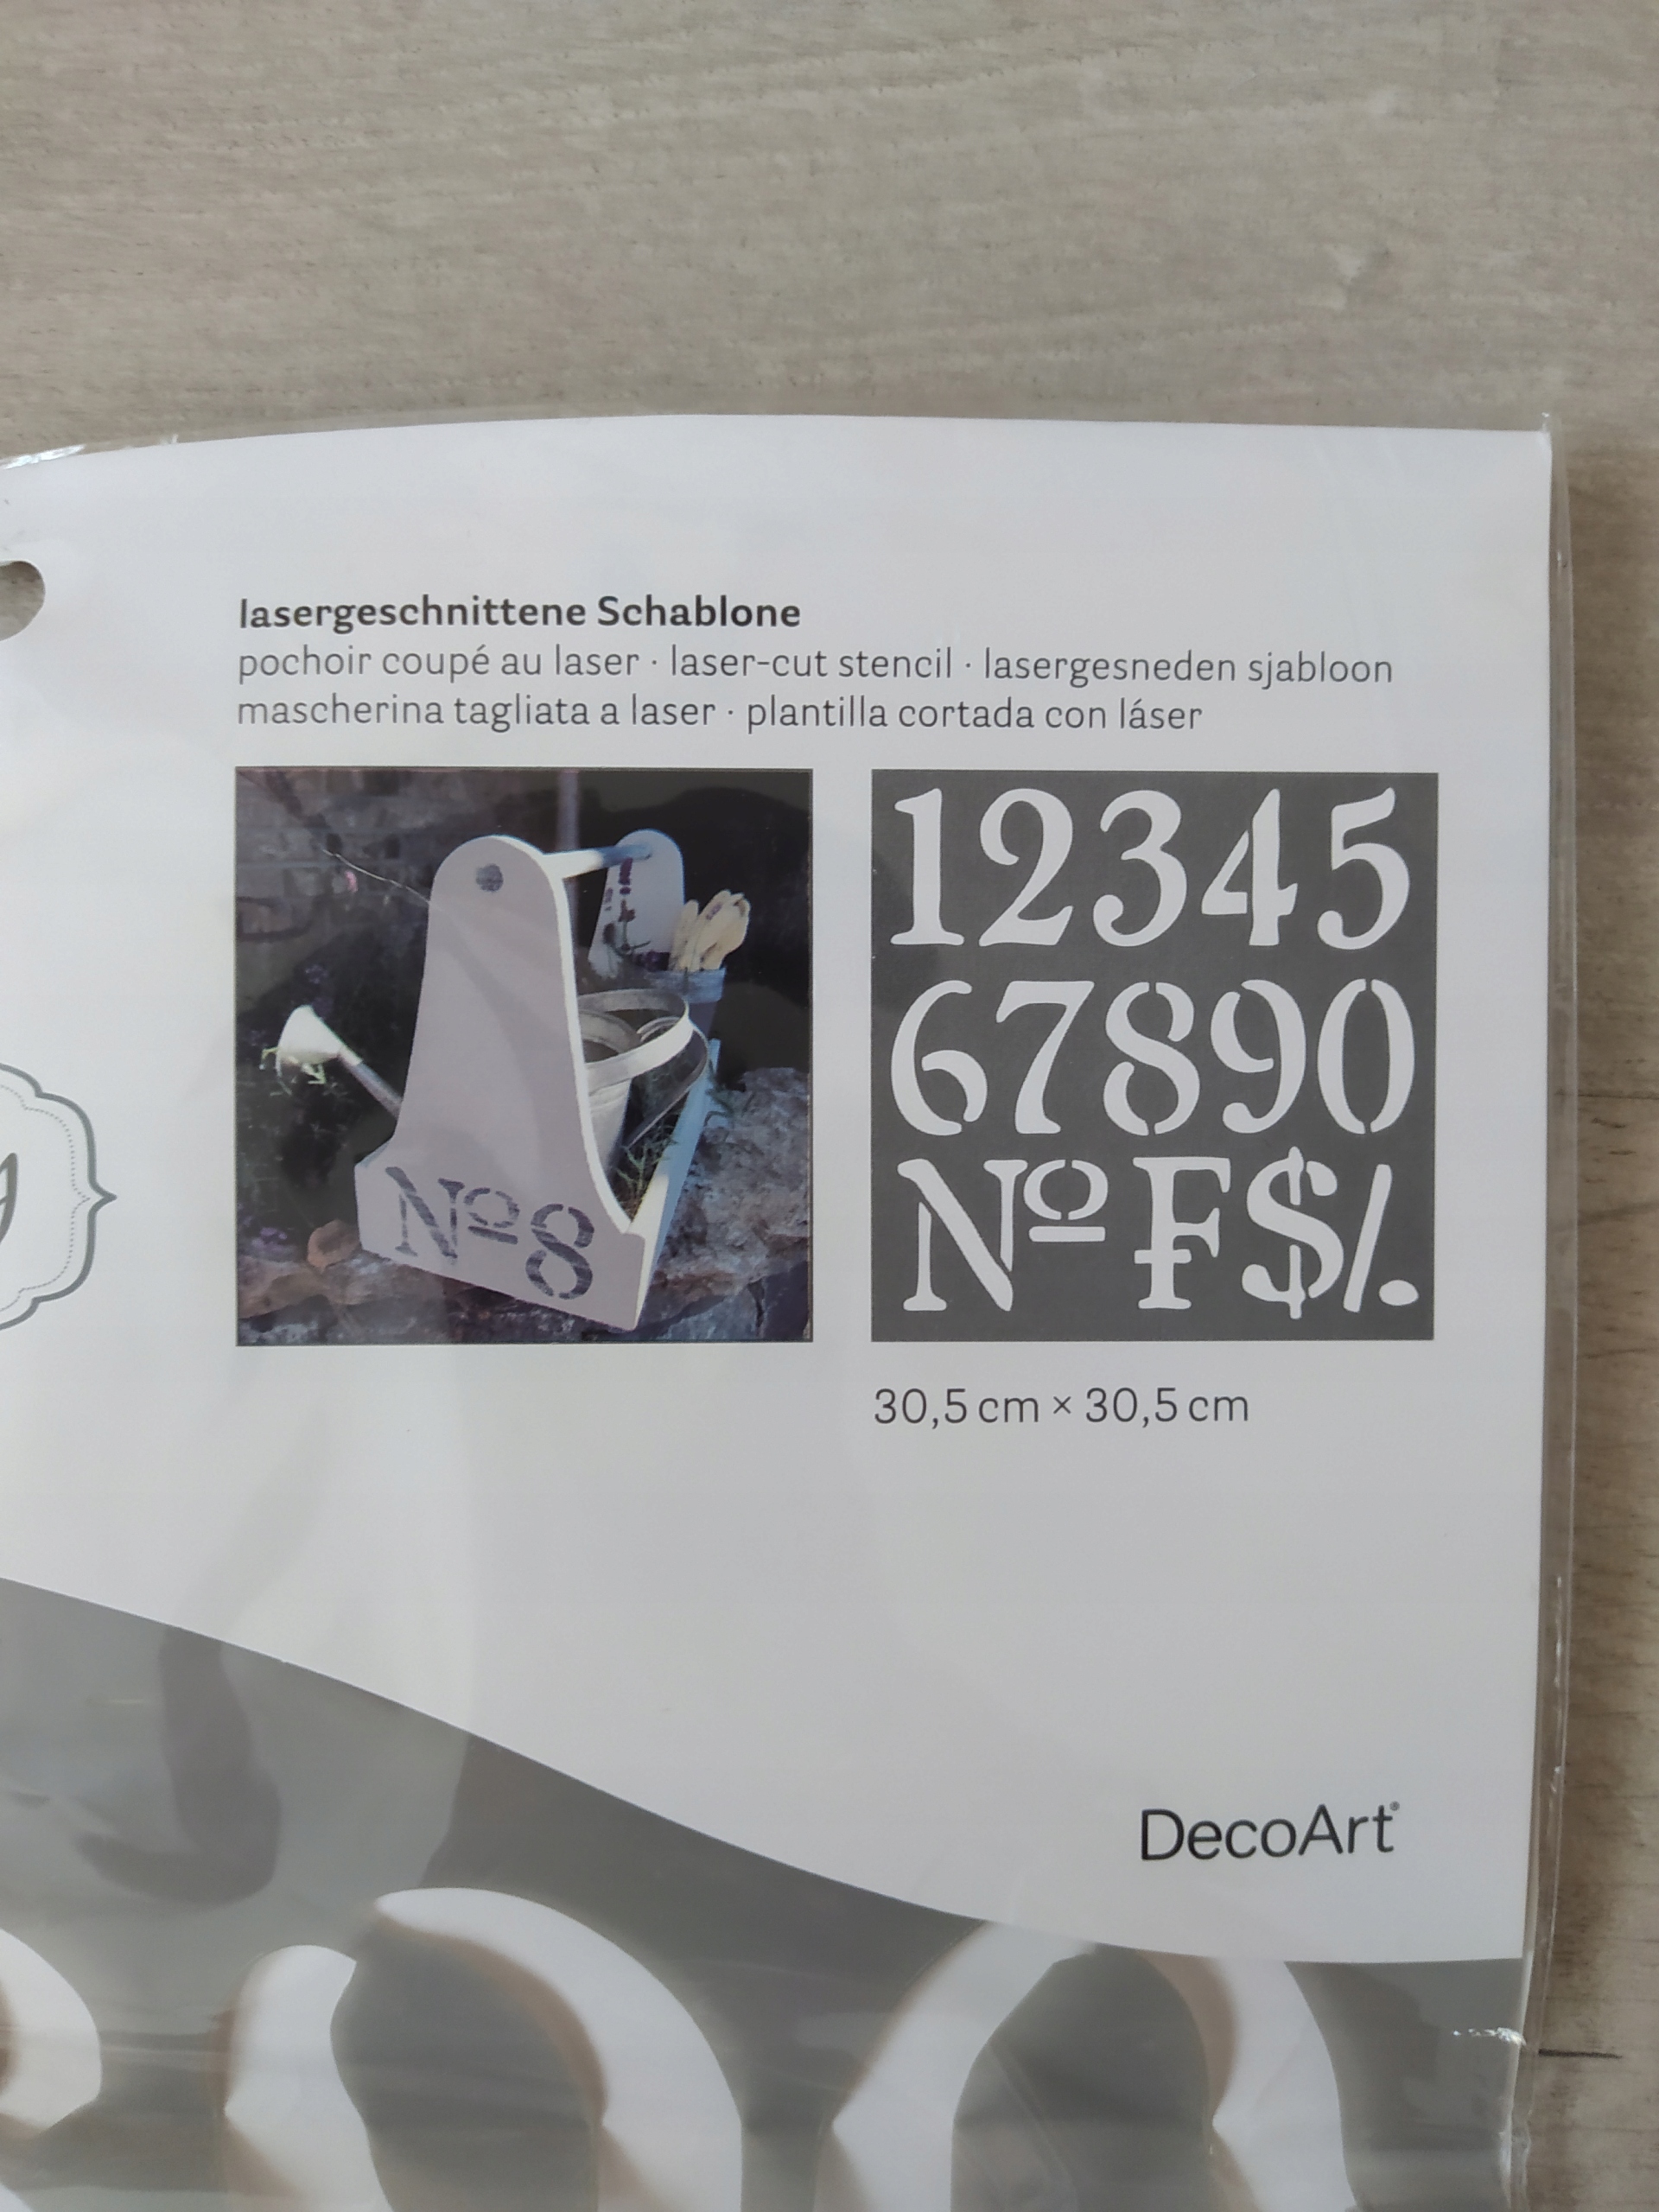 lasergeschnittene Schablone
pochoir coupé au laser · laser-cut stencil · lasergesneden sjabloon
mascherina tagliata a laser · plantilla cortada con láser
Nº8
12345
67890
Nº₣$/.
30,5 cm × 30,5 cm
DecoArt®